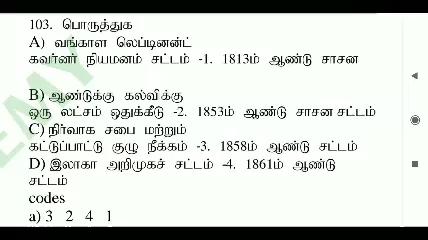 103. பொருத்துக
A) வங்காள லெப்டினன்ட்
கவர்னர் நியமனம் சட்டம் -1. 1813ம் ஆண்டு சாசன
B) ஆண்டுக்கு கல்விக்கு
ஒரு லட்சம் ஒதுக்கீடு -2. 1853ம் ஆண்டு சாசன சட்டம்
C) நிர்வாக சபை மற்றும்
கட்டுப்பாட்டு குழு நீக்கம் -3. 1858ம் ஆண்டு சட்டம்
D) இலாகா அறிமுகச் சட்டம் -4. 1861ம் ஆண்டு
சட்டம்
codes
a) 3 2 4 1